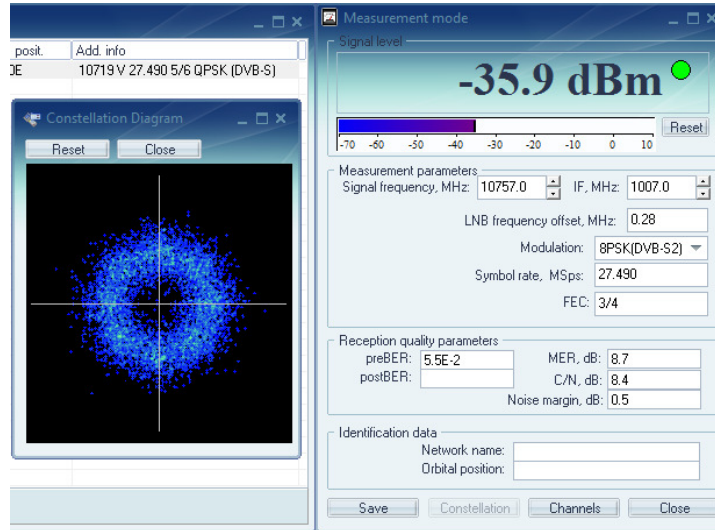 posit.
Add. info
0E
10719 V 27.490 5/6 QPSK (DVB-S)
Constellation Diagram
Reset
Close
Measurement mode
Signal level
-35.9 dBm
Reset
-70 -60 -50 -40 -30 -20 -10 0 10
Measurement parameters
Signal frequency, MHz: 10757.0 IF, MHz: 1007.0
LNB frequency offset, MHz: 0.28
Modulation: 8PSK(DVB-S2)
Symbol rate, MSps: 27.490
FEC: 3/4
Reception quality parameters
preBER: 5.5E-2 MER, dB: 8.7
postBER: C/N, dB: 8.4
Noise margin, dB: 0.5
Identification data
Network name:
Orbital position:
Save Constellation Channels Close